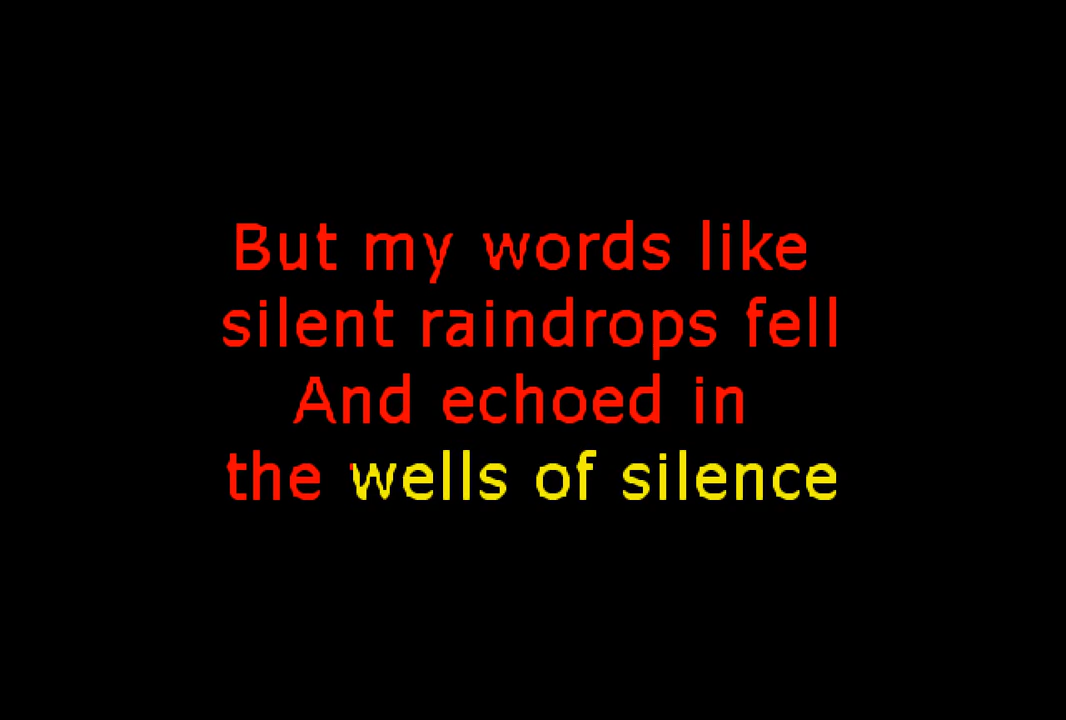 But my words like
silent raindrops fell
And echoed in
the wells of silence